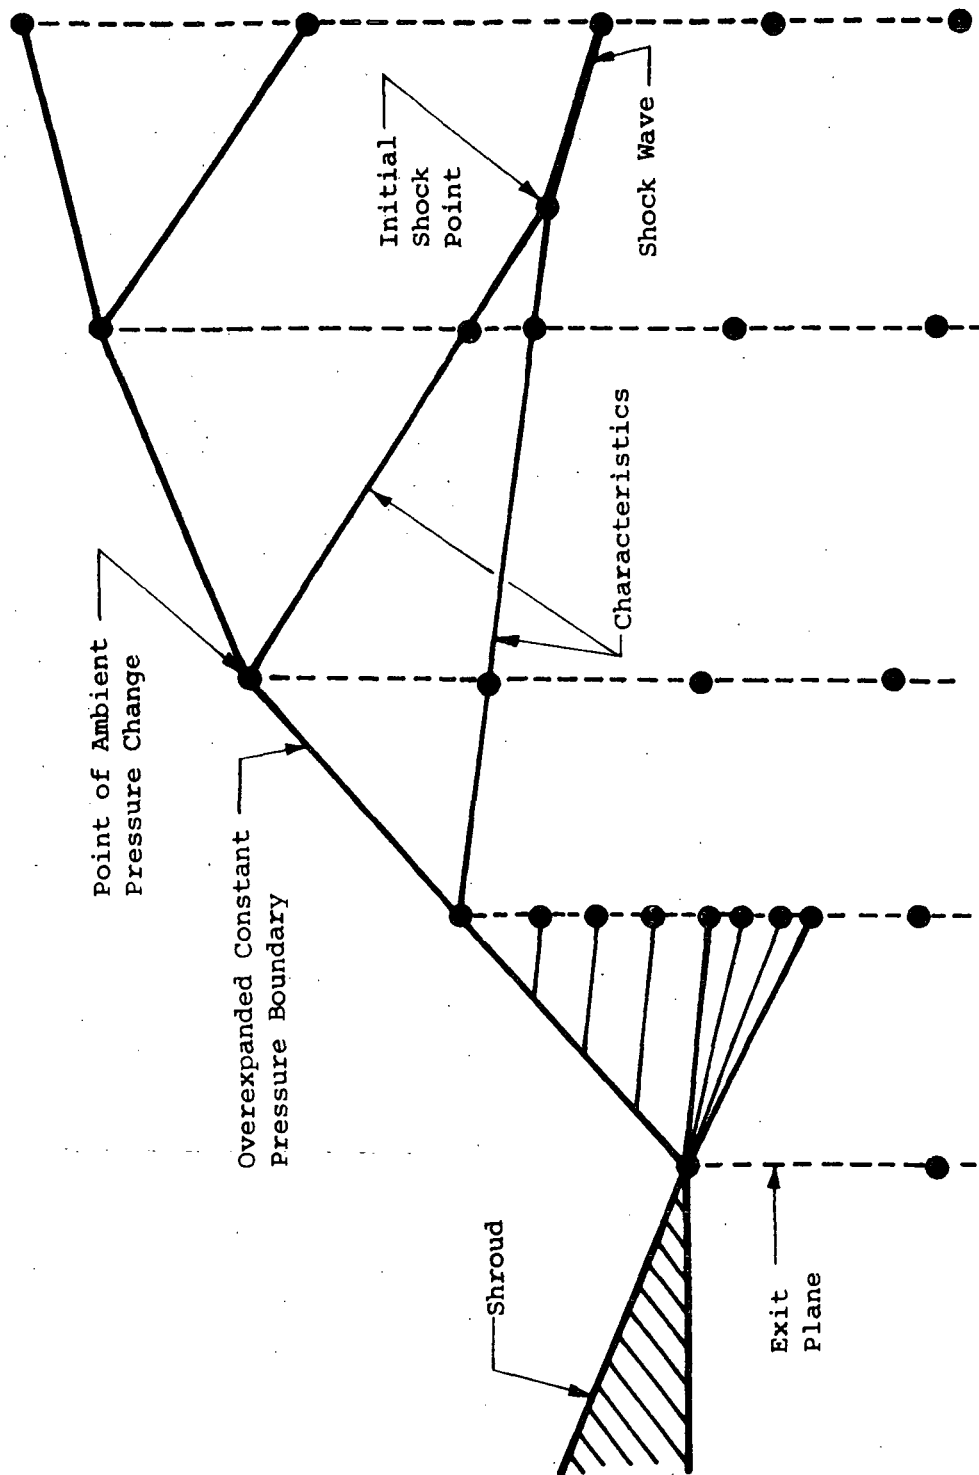 Point of Ambient
Pressure Change
Overexpanded Constant
Pressure Boundary
Initial
Shock
Point
Shock Wave
Characteristics
Shroud
Exit
Plane